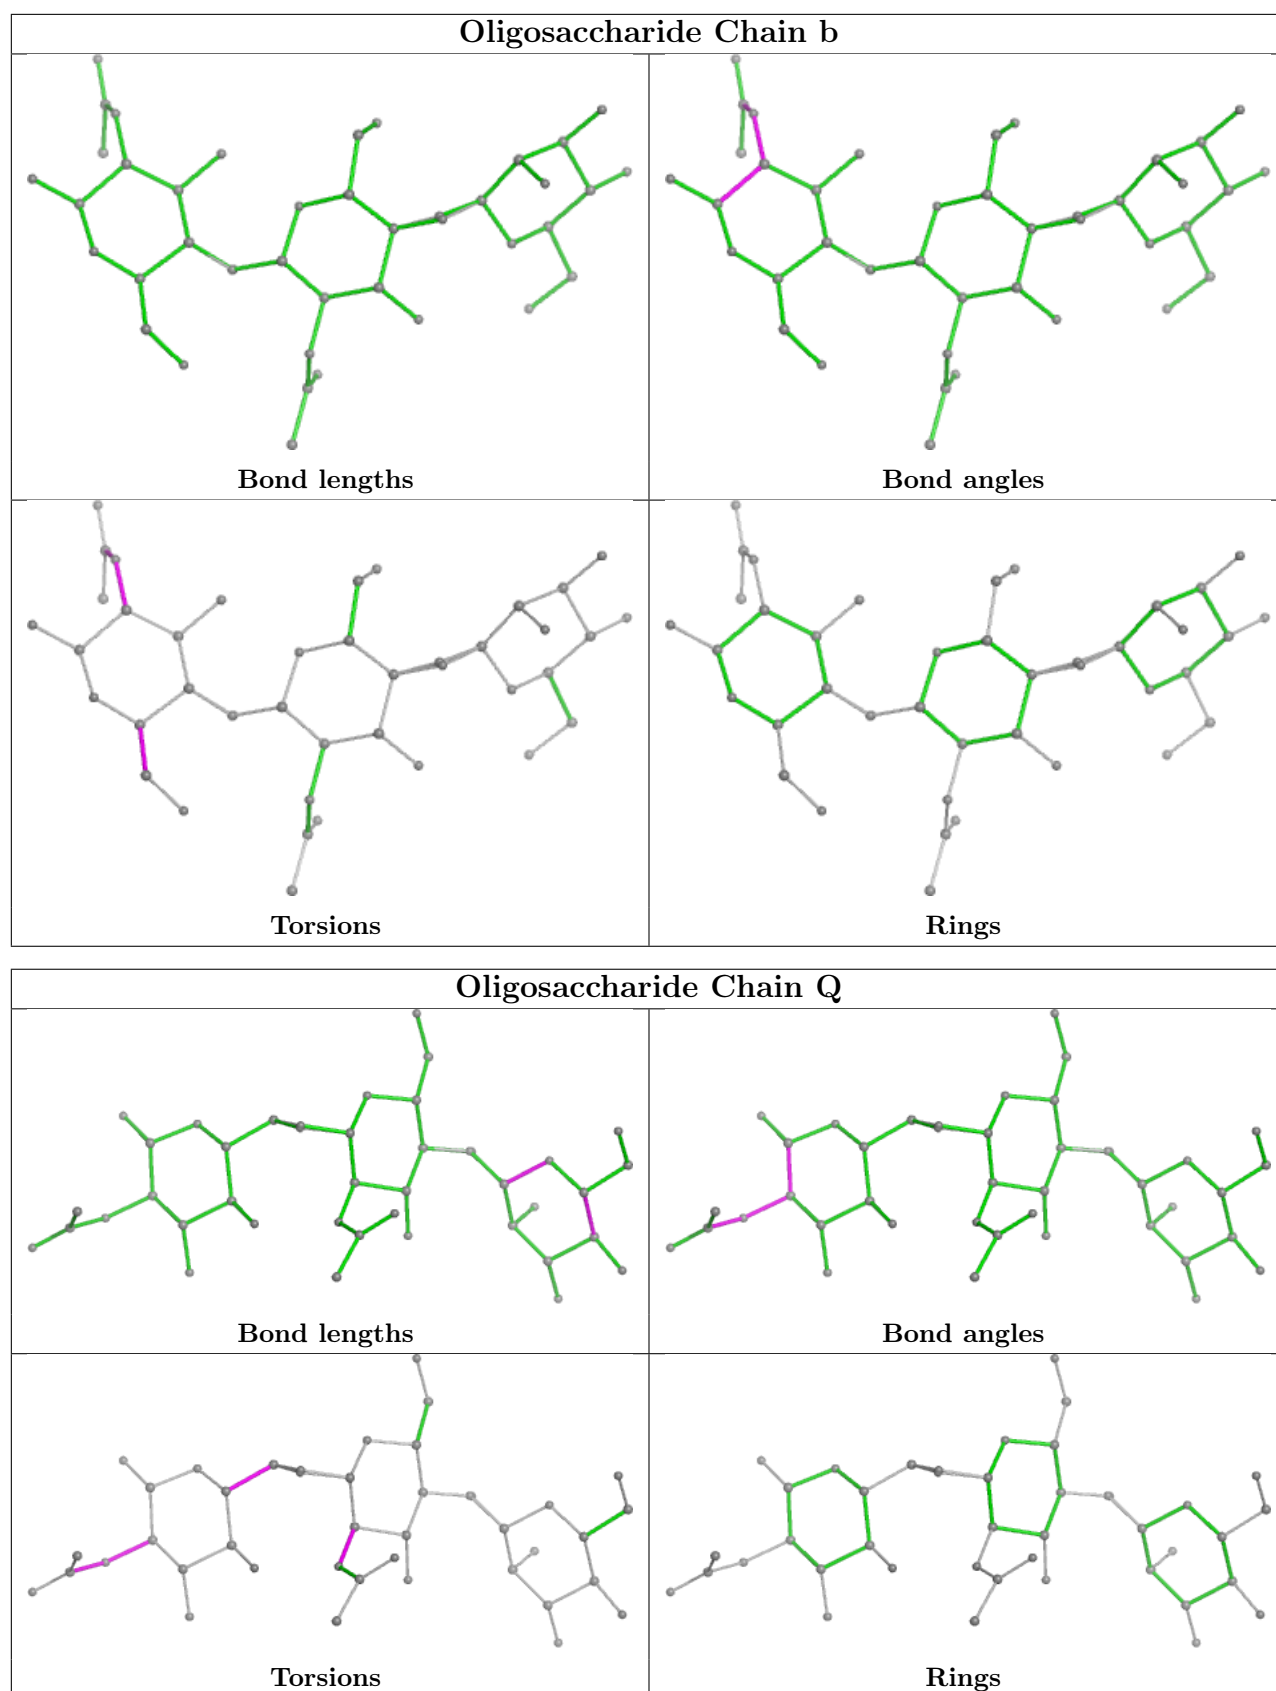 Oligosaccharide Chain b
Bond lengths
Bond angles
Torsions
Rings
Oligosaccharide Chain Q
Bond lengths
Bond angles
Torsions
Rings